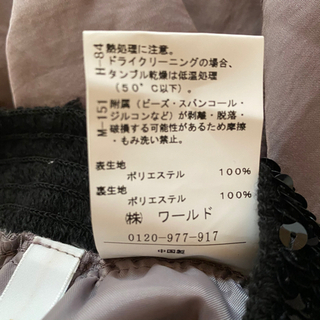 H-84 熱処理に注意。
ドライクリーニングの場合、
タンブル乾燥は低温処理
(50℃以下)。
M-151 附属(ビーズ・スパンコール・
ジルコンなど)が剥離・脱落・
破損する可能性があるため摩擦
・もみ洗い禁止。
表生地
ポリエステル 100%
裏生地
ポリエステル 100%
(株) ワールド
0120-977-917
中国製